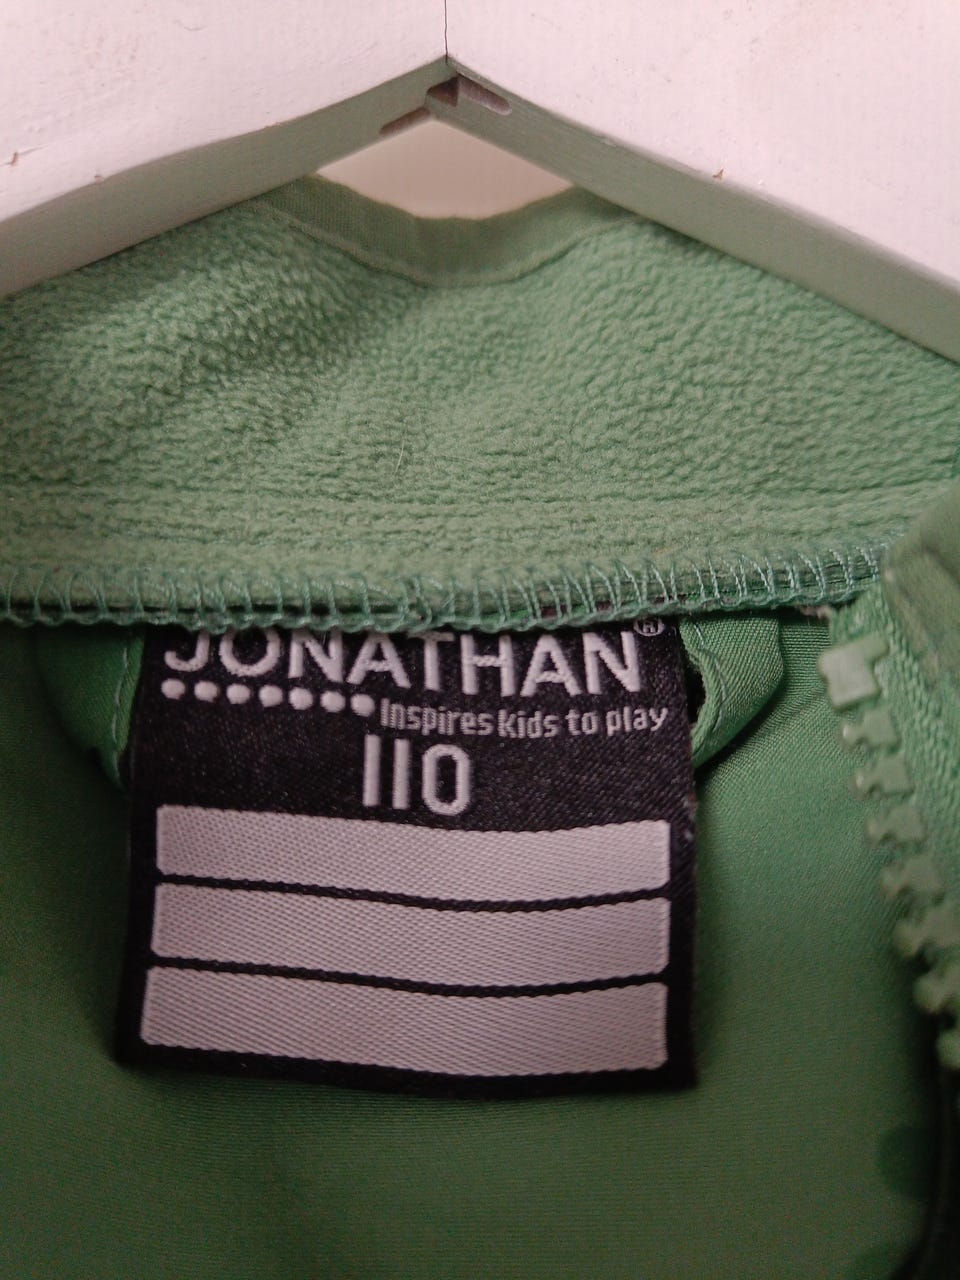 JONATHAN®
Inspires kids to play
110